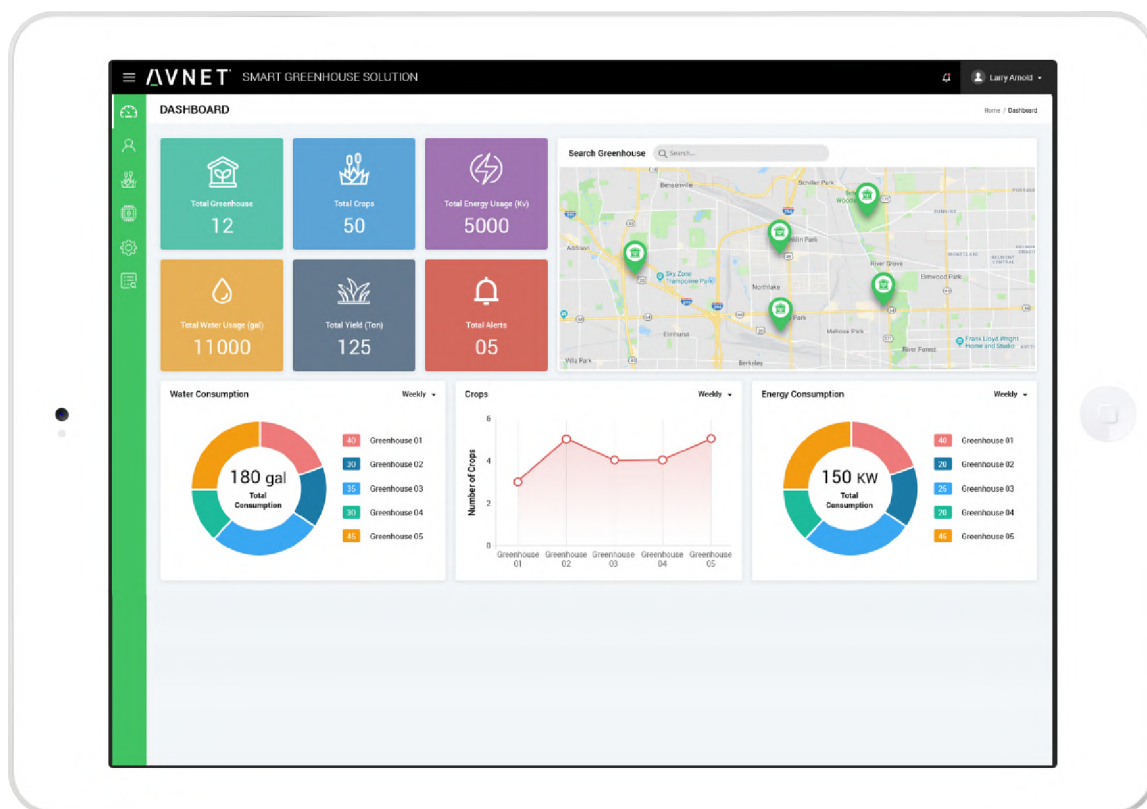 AVNET
SMART GREENHOUSE SOLUTION
Larry Arnold
DASHBOARD
Home / Dashboard
Total Greenhouse
12
Total Crops
50
Total Energy Usage (Kv)
5000
Total Water Usage (gal)
11000
Total Yield (Ton)
125
Total Alerts
05
Search Greenhouse
Search...
Bensenville
Schiller Park
Addison
Sky Zone
Trampoline Park
Northlake
River Grove
Elmwood Park
Elmhurst
Park
Melrose Park
River Forest
Frank Lloyd Wright
Home and Studio
Villa Park
Berkeley
Water Consumption
Weekly
180 gal
Total
Consumption
40 Greenhouse 01
30 Greenhouse 02
35 Greenhouse 03
30 Greenhouse 04
45 Greenhouse 05
Crops
Weekly
Number of Crops
6
4
2
0
Greenhouse 01
Greenhouse 02
Greenhouse 03
Greenhouse 04
Greenhouse 05
Energy Consumption
Weekly
150 KW
Total
Consumption
40 Greenhouse 01
20 Greenhouse 02
25 Greenhouse 03
20 Greenhouse 04
45 Greenhouse 05